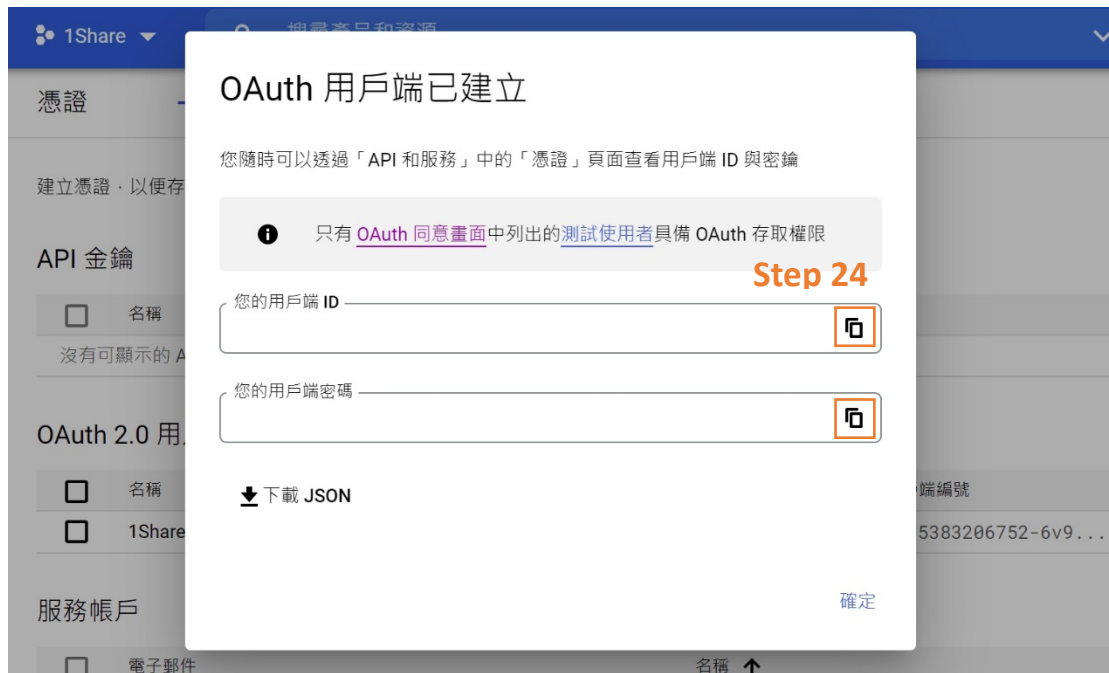 1Share
搜尋產品和資源
憑證
OAuth 用戶端已建立
您隨時可以透過「API 和服務」中的「憑證」頁面查看用戶端 ID 與密鑰
建立憑證，以便存
只有 OAuth 同意畫面中列出的測試使用者具備 OAuth 存取權限
API 金鑰
Step 24
名稱
您的用戶端 ID
沒有可顯示的 A
您的用戶端密碼
OAuth 2.0 用
名稱
端編號
下載 JSON
1Share
5383206752-6v9...
確定
服務帳戶
電子郵件
名稱